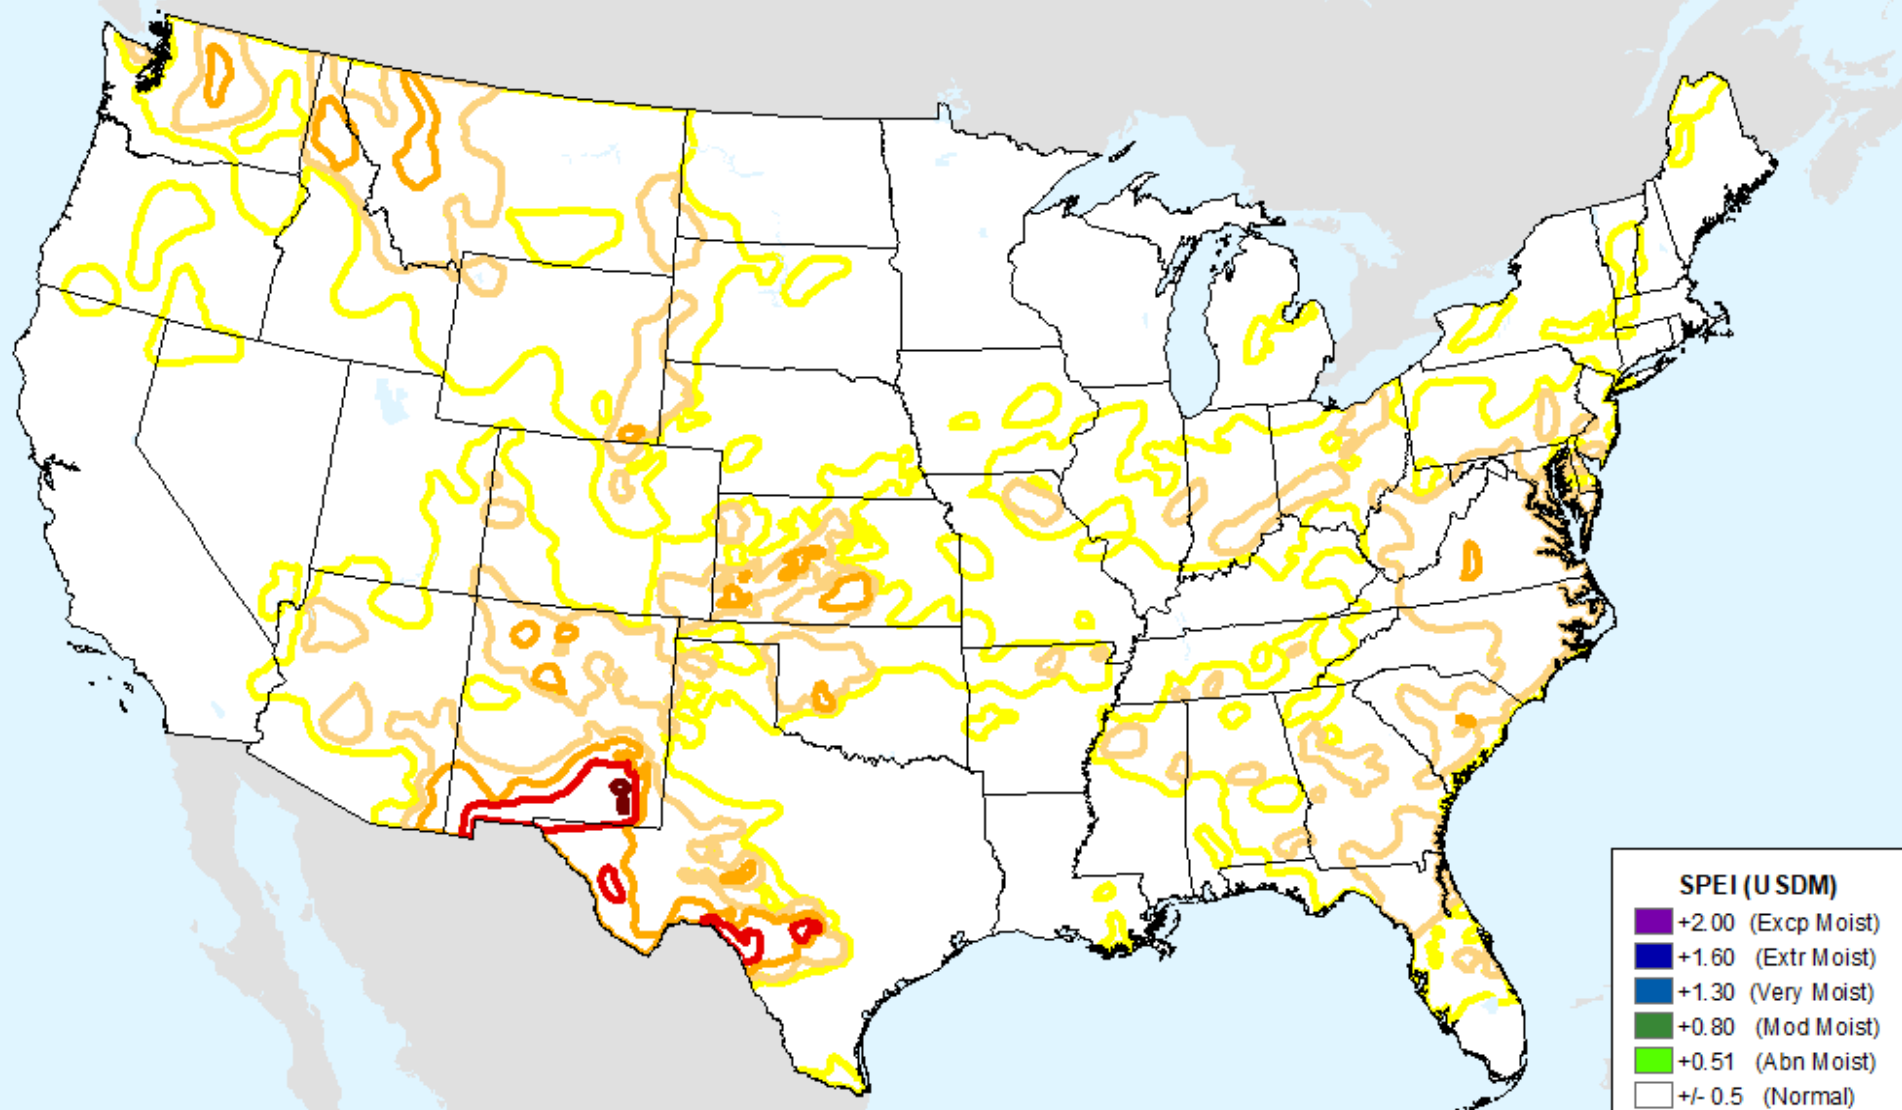 SPEI (USDM)
+2.00 (Excp Moist)
+1.60 (Extr Moist)
+1.30 (Very Moist)
+0.80 (Mod Moist)
+0.51 (Abn Moist)
+/- 0.5 (Normal)